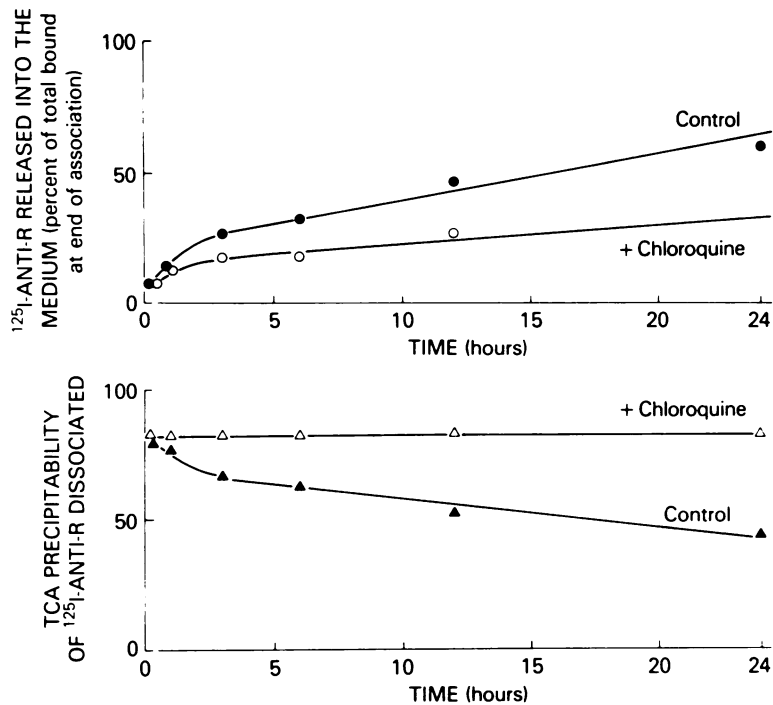 ¹²⁵I-ANTI-R RELEASED INTO THE
MEDIUM (percent of total bound
at end of association)
100
50
0
Control
+ Chloroquine
0 5 10 15 20 24
TIME (hours)
TCA PRECIPITABILITY
OF ¹²⁵I-ANTI-R DISSOCIATED
100
50
0
+ Chloroquine
Control
0 5 10 15 20 24
TIME (hours)